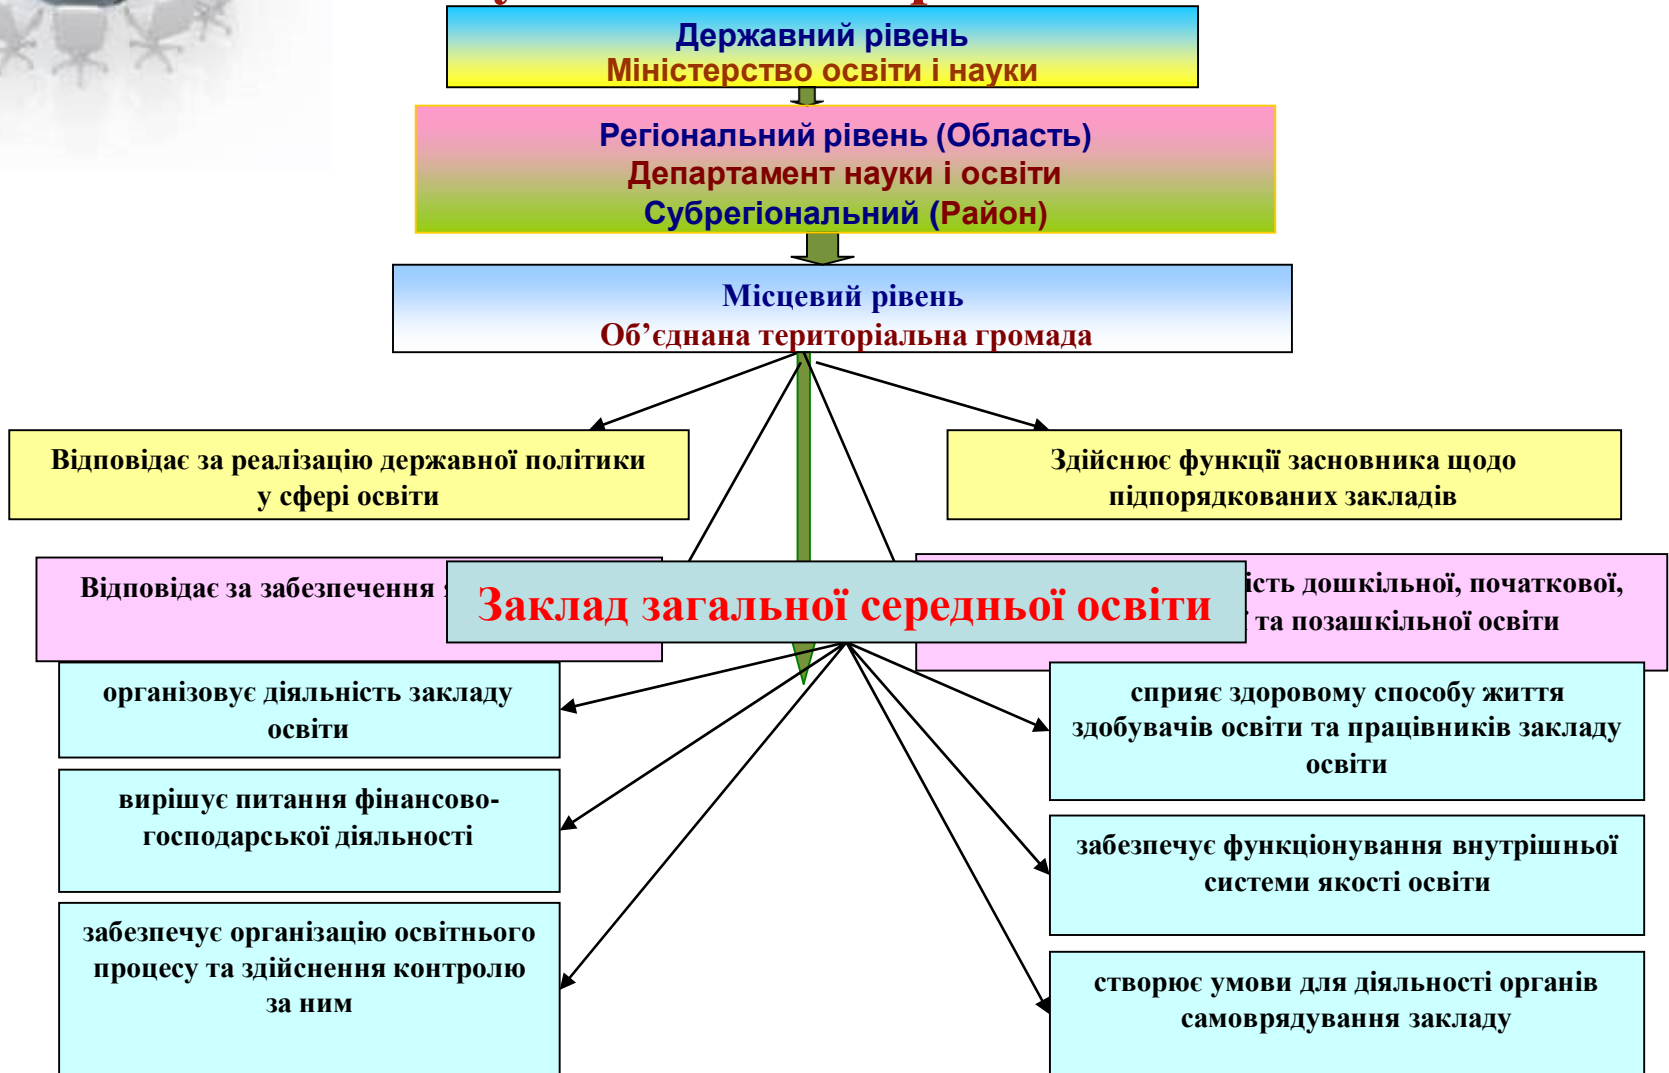 Державний рівень
Міністерство освіти і науки
Регіональний рівень (Область)
Департамент науки і освіти
Субрегіональний (Район)
Місцевий рівень
Об’єднана територіальна громада
Відповідає за реалізацію державної політики
у сфері освіти
Здійснює функції засновника щодо
підпорядкованих закладів
Відповідає за забезпечення
дошкільної, початкової,
та позашкільної освіти
Заклад загальної середньої освіти
організовує діяльність закладу
освіти
вирішує питання фінансово-
господарської діяльності
забезпечує організацію освітнього
процесу та здійснення контролю
за ним
сприяє здоровому способу життя
здобувачів освіти та працівників закладу
освіти
забезпечує функціонування внутрішньої
системи якості освіти
створює умови для діяльності органів
самоврядування закладу